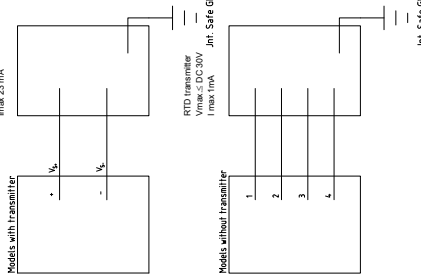 Models with transmitter
+
-
Vs.
Vs.
Imax 23 mA
Models without transmitter
1
2
3
4
RTD transmitter
Vmax.≤ DC 30V
I max 1mA
Int. Safe
Int. Safe